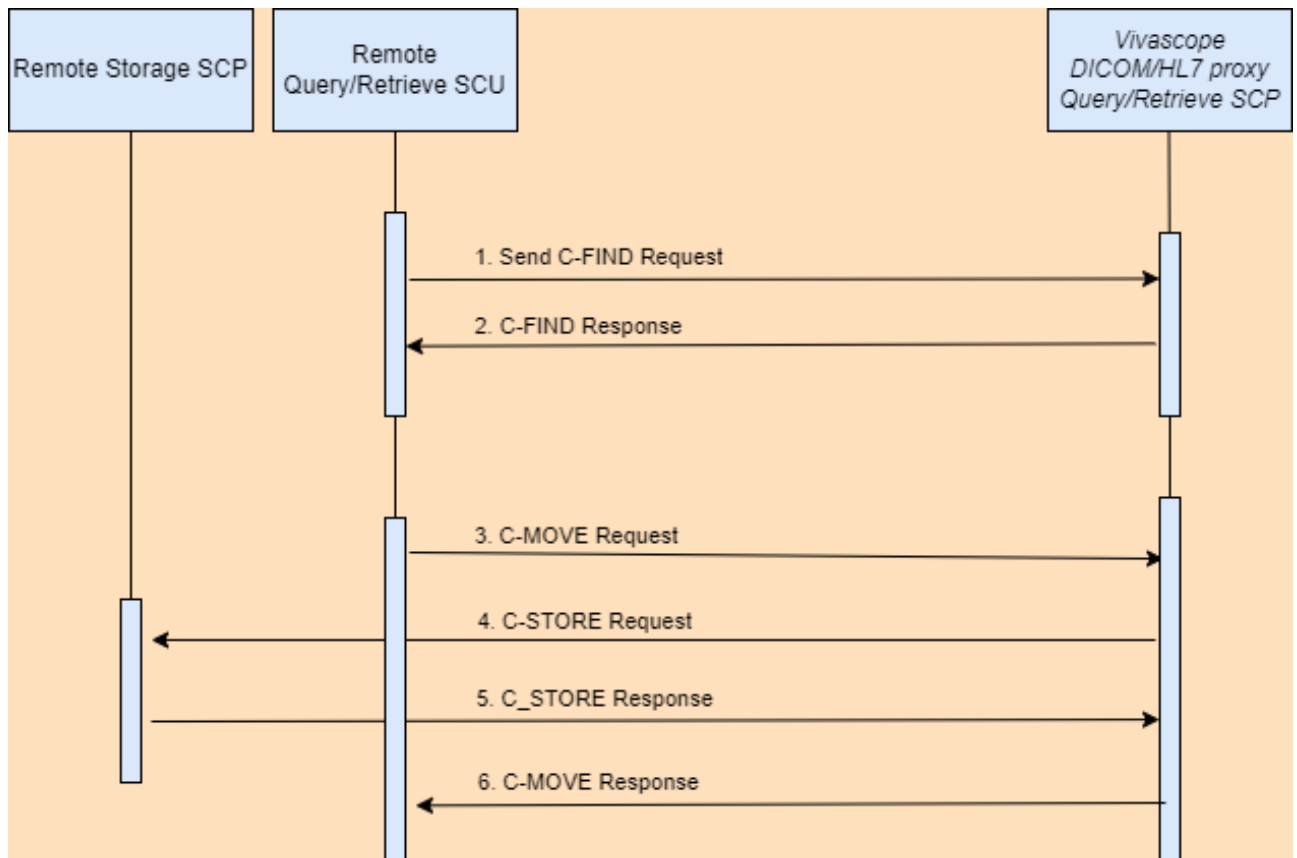 Remote Storage SCP
Remote
Query/Retrieve SCU
Vivascope
DICOM/HL7 proxy
Query/Retrieve SCP
1. Send C-FIND Request
2. C-FIND Response
3. C-MOVE Request
4. C-STORE Request
5. C_STORE Response
6. C-MOVE Response